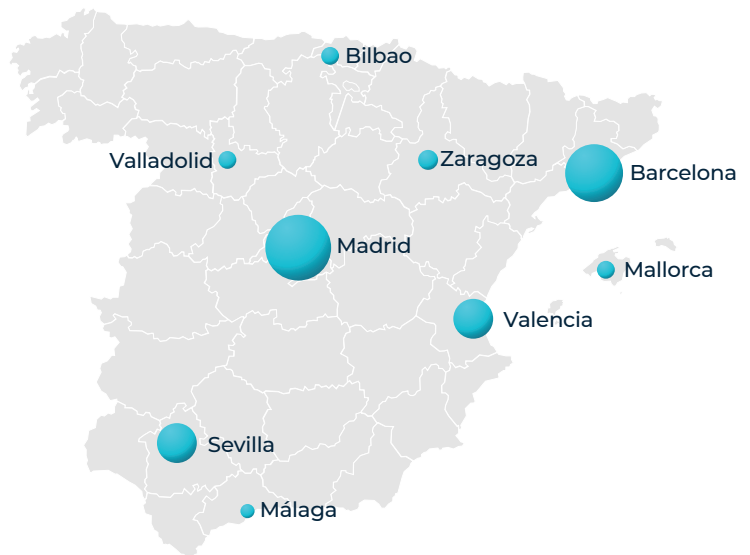 Bilbao
Valladolid
Zaragoza
Barcelona
Madrid
Mallorca
Valencia
Sevilla
Málaga